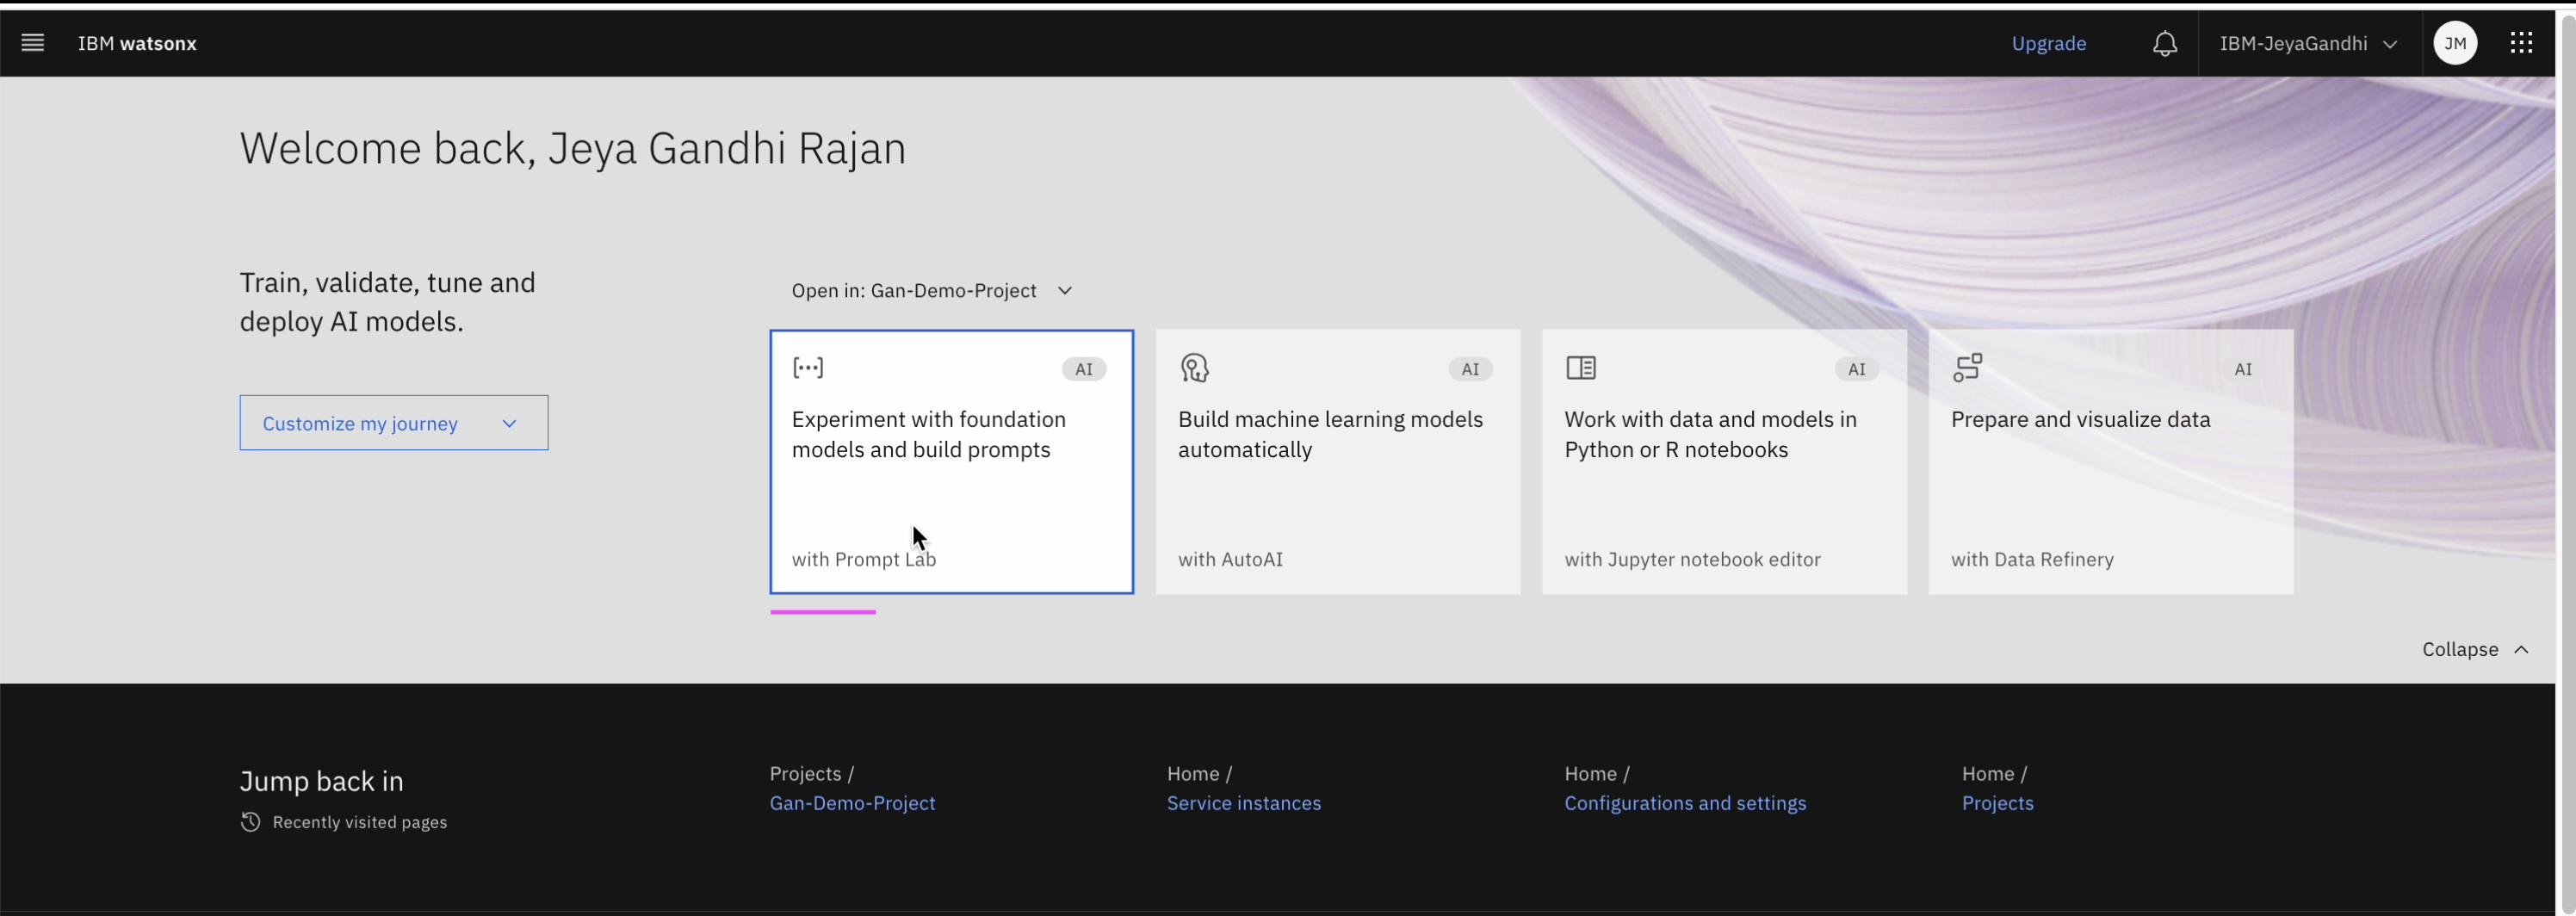 IBM watsonx
Upgrade
IBM-JeyaGandhi
JM
Welcome back, Jeya Gandhi Rajan
Train, validate, tune and
deploy AI models.
Customize my journey
Open in: Gan-Demo-Project
AI
Experiment with foundation
models and build prompts
with Prompt Lab
AI
Build machine learning models
automatically
with AutoAI
AI
Work with data and models in
Python or R notebooks
with Jupyter notebook editor
AI
Prepare and visualize data
with Data Refinery
Collapse
Jump back in
Recently visited pages
Projects /
Gan-Demo-Project
Home /
Service instances
Home /
Configurations and settings
Home /
Projects